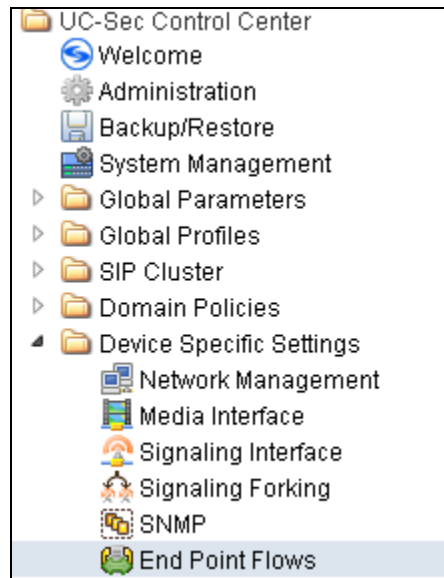 UC-Sec Control Center
Welcome
Administration
Backup/Restore
System Management
Global Parameters
Global Profiles
SIP Cluster
Domain Policies
Device Specific Settings
Network Management
Media Interface
Signaling Interface
Signaling Forking
SNMP
End Point Flows